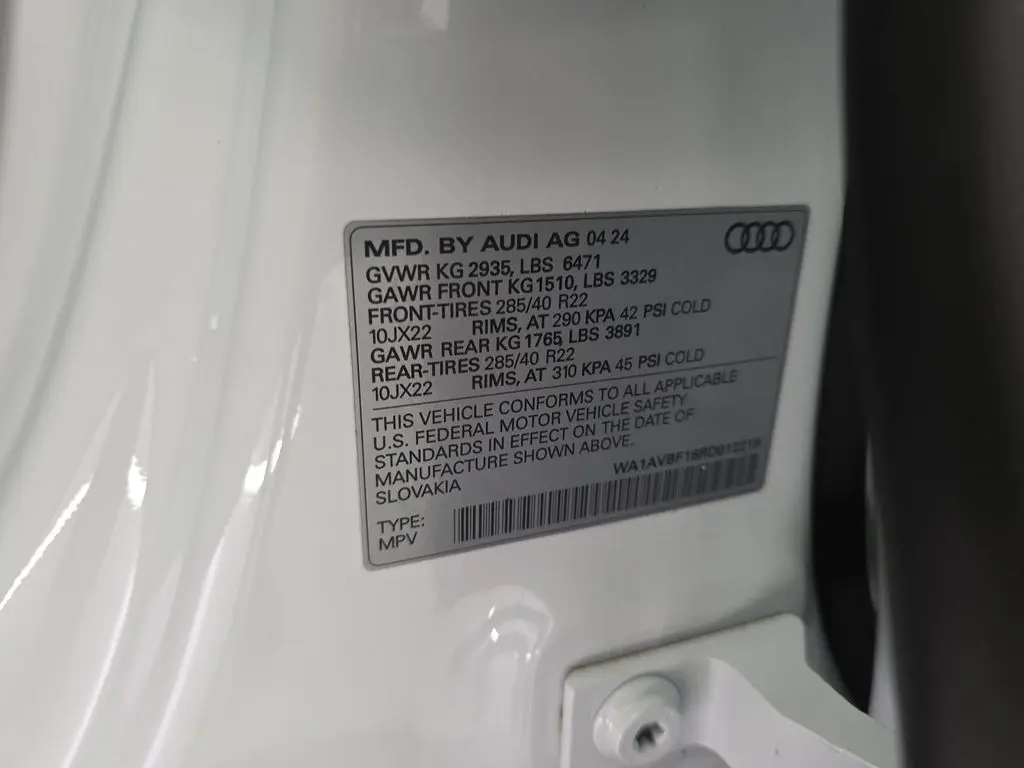 MFD. BY AUDI AG 04 24
GVWR KG 2935, LBS 6471
GAWR FRONT KG1510, LBS 3329
FRONT-TIRES 285/40 R22
10JX22 RIMS, AT 290 KPA 42 PSI COLD
GAWR REAR KG 1765, LBS 3891
REAR-TIRES 285/40 R22
10JX22 RIMS, AT 310 KPA 45 PSI COLD
THIS VEHICLE CONFORMS TO ALL APPLICABLE
U.S. FEDERAL MOTOR VEHICLE SAFETY
STANDARDS IN EFFECT ON THE DATE OF
MANUFACTURE SHOWN ABOVE.
SLOVAKIA
TYPE:
MPV